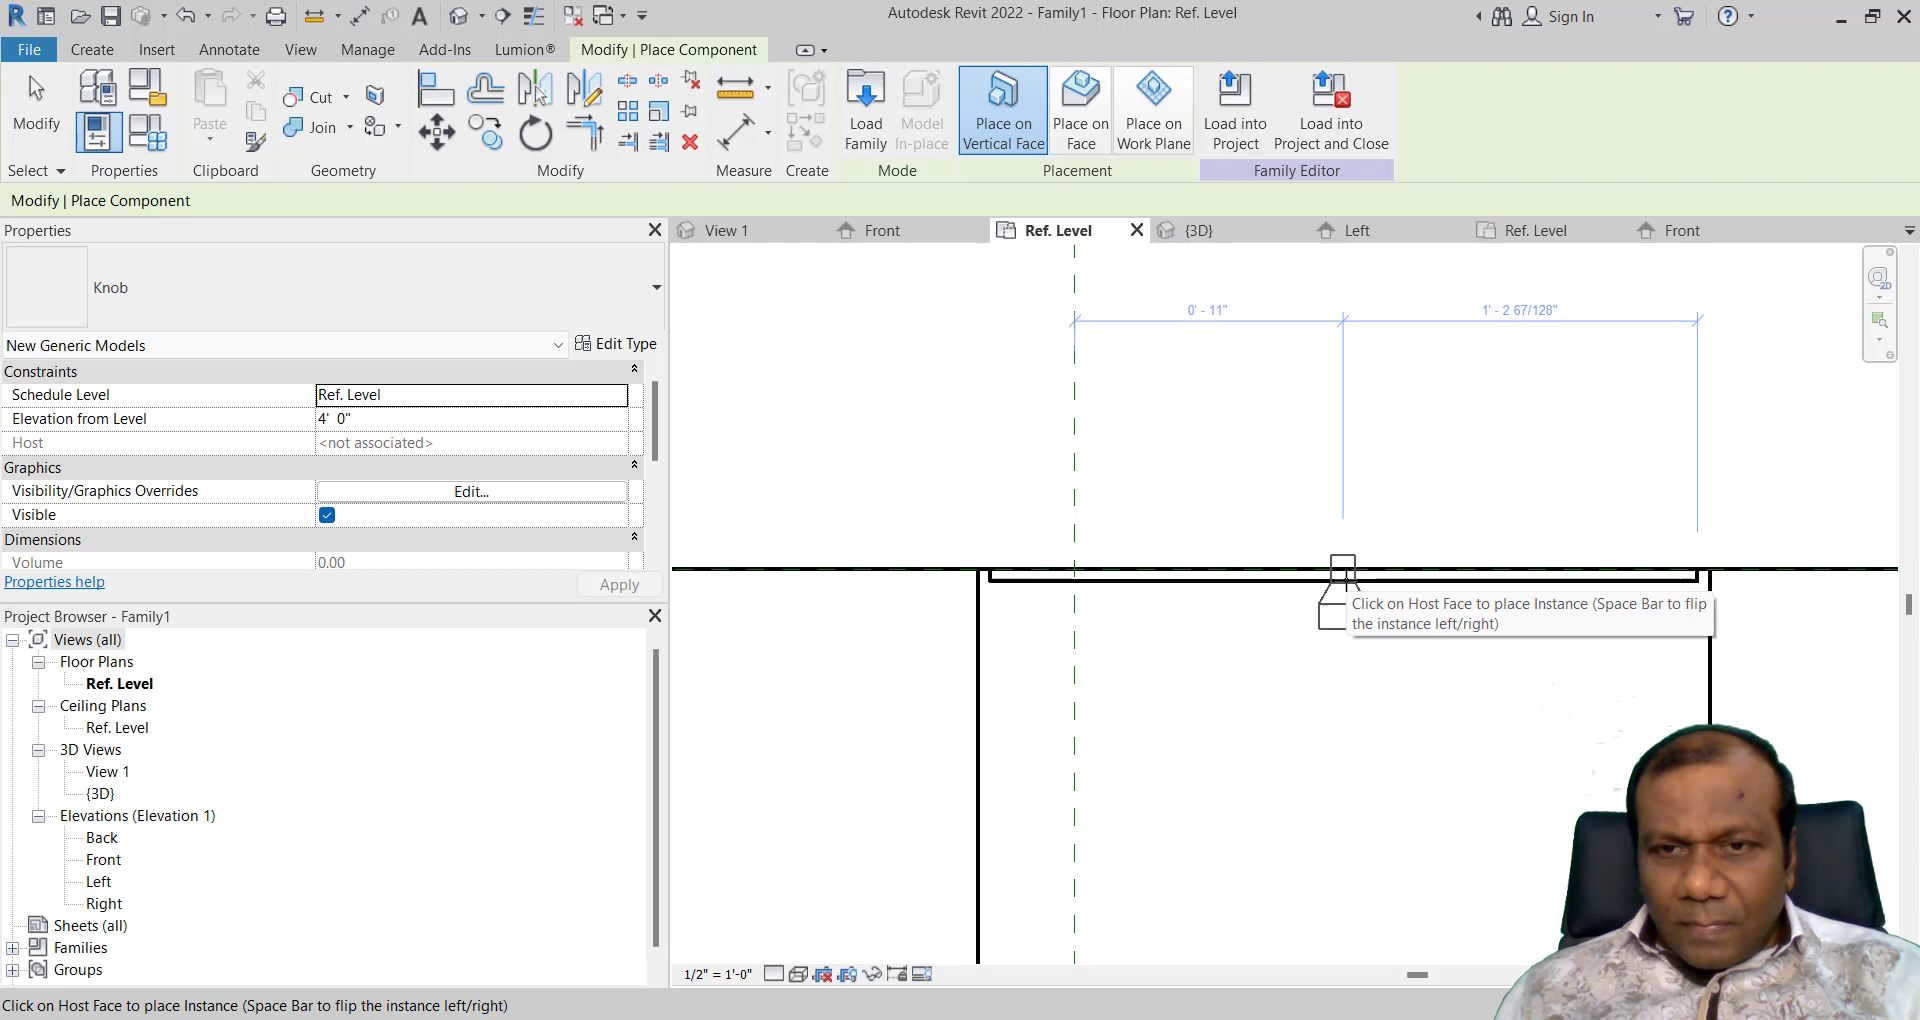 Autodesk Revit 2022 - Family1 - Floor Plan: Ref. Level
Sign In
File Create Insert Annotate View Manage Add-Ins Lumion® Modify | Place Component
Modify
Paste
Cut
Join
Load Family
Model In-place
Place on Vertical Face
Place on Face
Place on Work Plane
Load into Project
Load into Project and Close
Select Properties Clipboard Geometry Modify Measure Create Mode Placement Family Editor
Modify | Place Component
Properties
View 1 Front Ref. Level {3D} Left Ref. Level Front
Knob
New Generic Models Edit Type
Constraints
Schedule Level Ref. Level
Elevation from Level 4' 0"
Host <not associated>
Graphics
Visibility/Graphics Overrides Edit...
Visible
Dimensions
Volume 0.00
Properties help Apply
0' - 11" 1' - 2 67/128"
Click on Host Face to place Instance (Space Bar to flip
the instance left/right)
Project Browser - Family1
Views (all)
Floor Plans
Ref. Level
Ceiling Plans
Ref. Level
3D Views
View 1
{3D}
Elevations (Elevation 1)
Back
Front
Left
Right
Sheets (all)
Families
Groups
1/2" = 1'-0"
Click on Host Face to place Instance (Space Bar to flip the instance left/right)